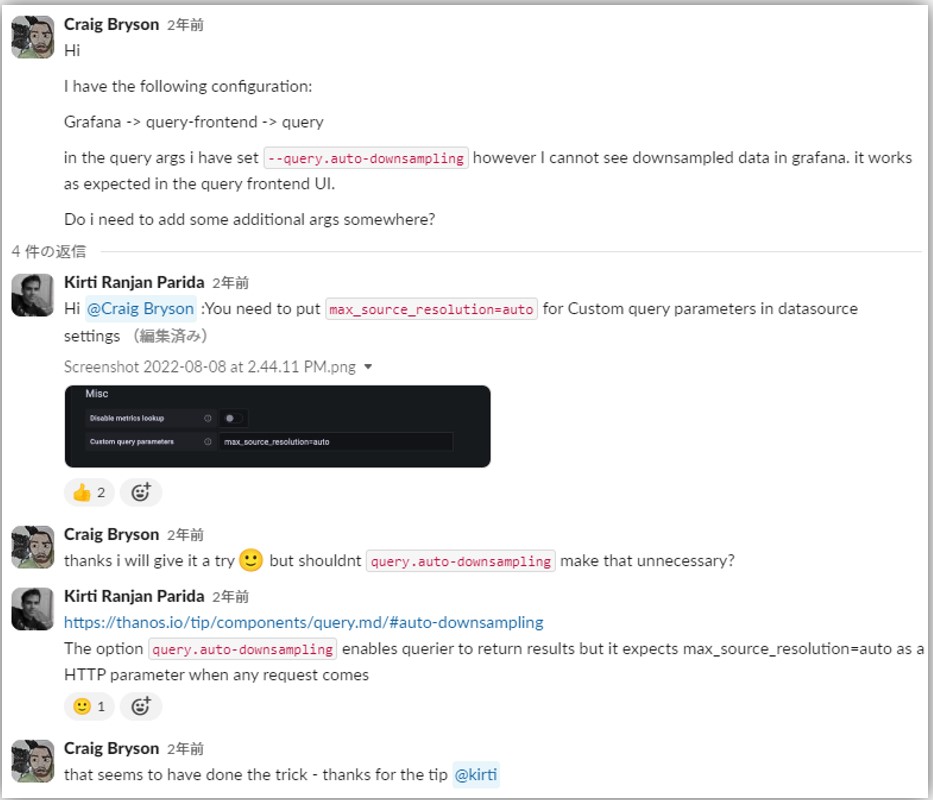 Craig Bryson 2年前
Hi
I have the following configuration:
Grafana -> query-frontend -> query
in the query args i have set --query.auto-downsampling however I cannot see downsampled data in grafana. it works
as expected in the query frontend UI.
Do i need to add some additional args somewhere?
4 件の返信
Kirti Ranjan Parida 2年前
Hi @Craig Bryson :You need to put max_source_resolution=auto for Custom query parameters in datasource
settings （編集済み）
Screenshot 2022-08-08 at 2.44.11 PM.png
Misc
Disable metrics lookup
Custom query parameters max_source_resolution=auto
👍 2
Craig Bryson 2年前
thanks i will give it a try 🙂 but shouldnt query.auto-downsampling make that unnecessary?
Kirti Ranjan Parida 2年前
https://thanos.io/tip/components/query.md/#auto-downsampling
The option query.auto-downsampling enables querier to return results but it expects max_source_resolution=auto as a
HTTP parameter when any request comes
🙂 1
Craig Bryson 2年前
that seems to have done the trick - thanks for the tip @kirti